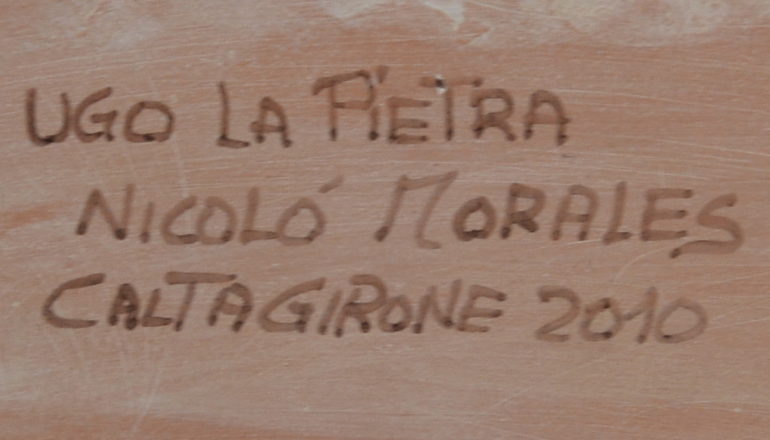 UGO LA PIETRA
NICOLÓ MORALES
CALTAGIRONE 2010